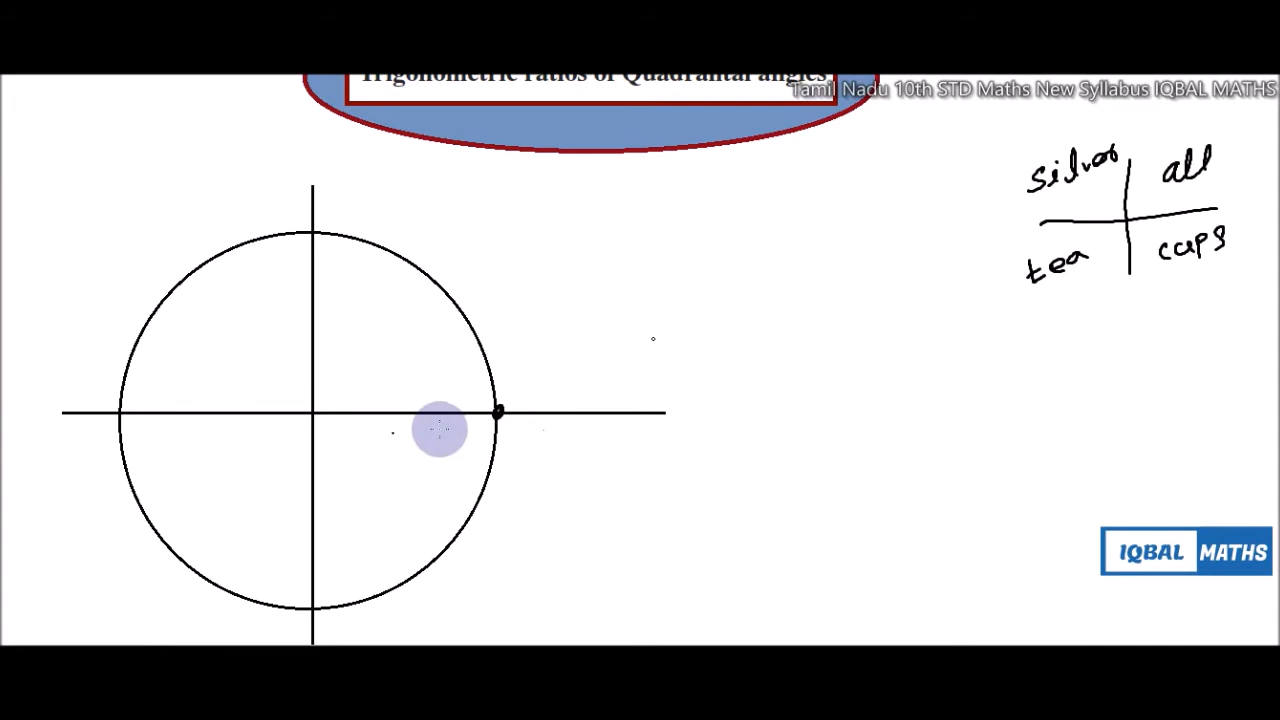 Trigonometric ratios of Quadrantal angles
Tamil Nadu 10th STD Maths New Syllabus IQBAL MATHS
silver all
tea cups
IQBAL MATHS